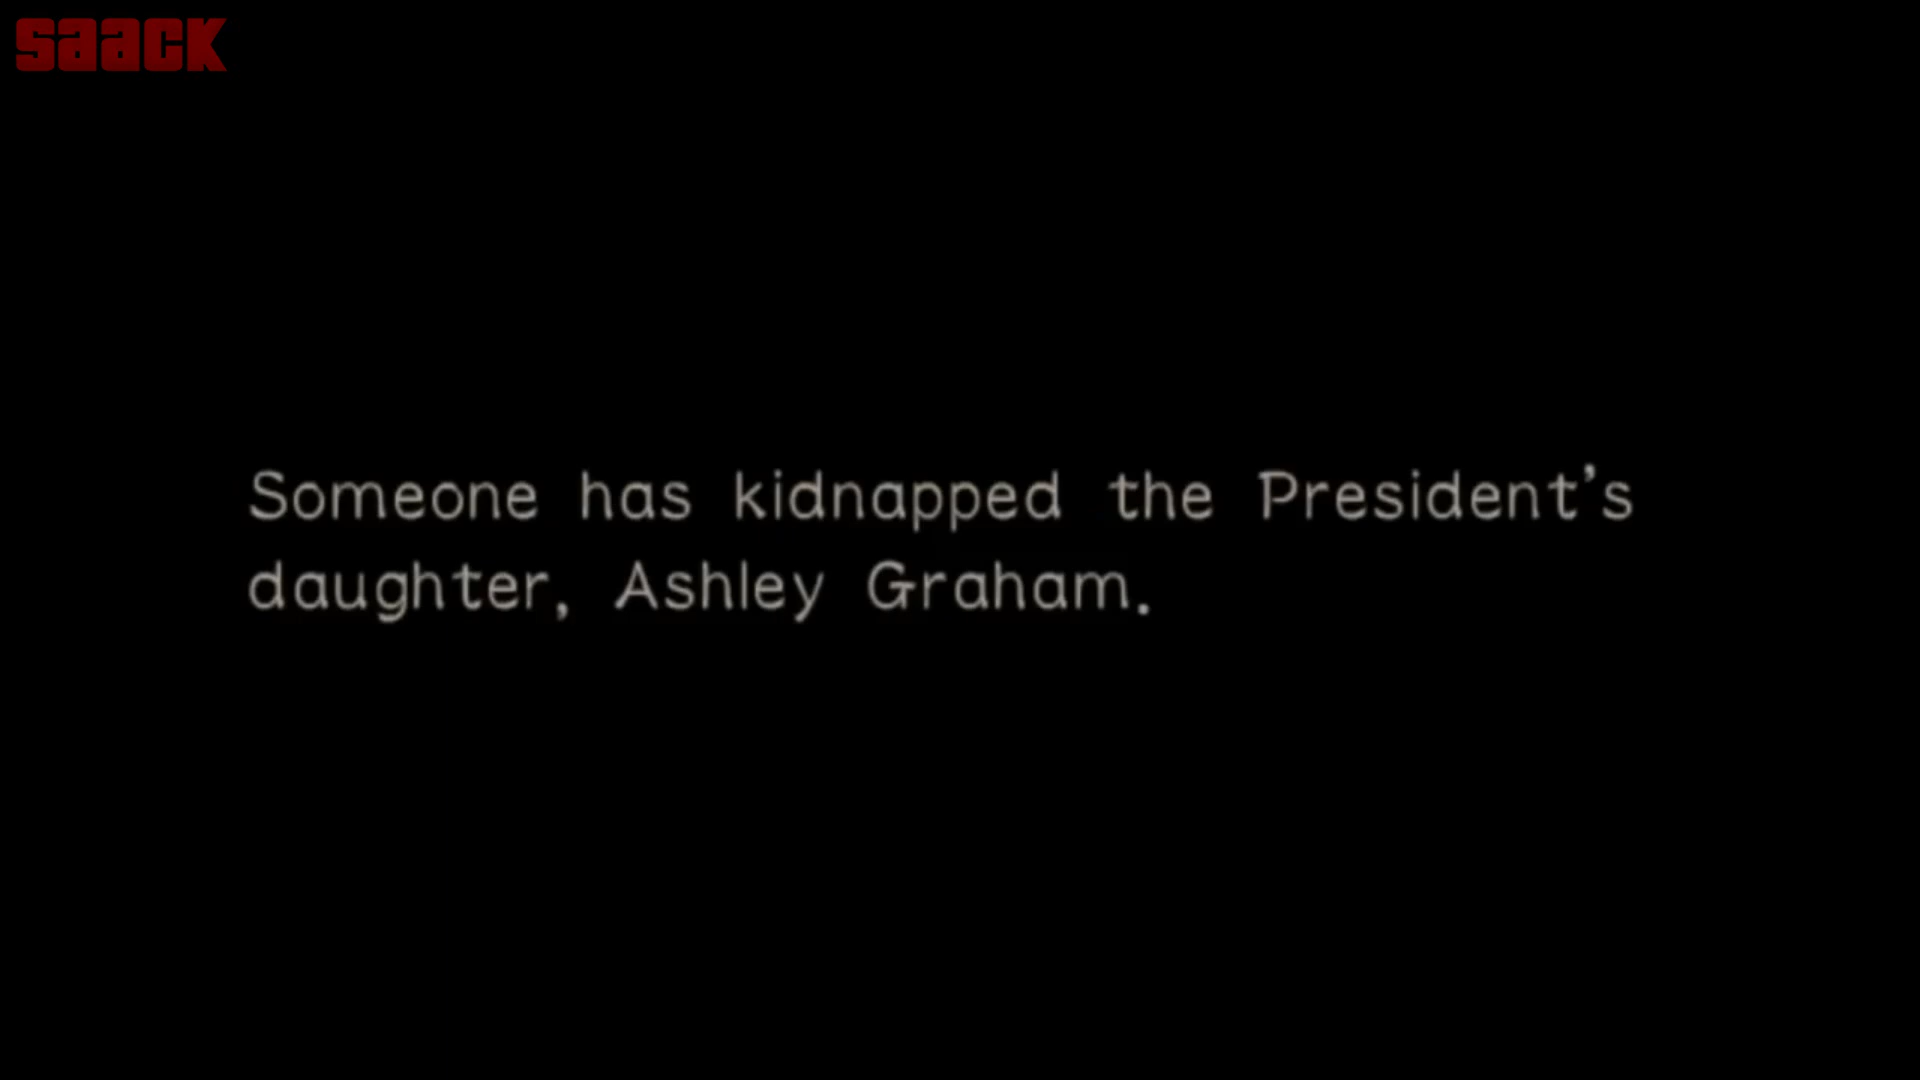 saack
Someone has kidnapped the President's
daughter, Ashley Graham.